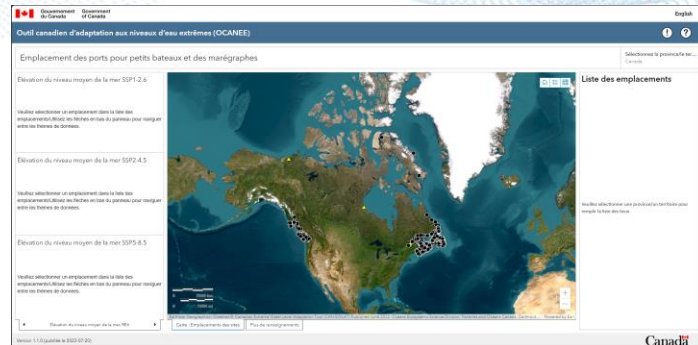 Gouvernement du Canada
Government of Canada
English
Outil canadien d'adaptation aux niveaux d'eau extrêmes (OCANEE)
Emplacement des ports pour petits bateaux et des marégraphes
Sélectionnez la province/le ter...
Canada
Élévation du niveau moyen de la mer SSP1-2.6
Veuillez sélectionner un emplacement dans la liste des
emplacements/Utilisez les flèches en bas du panneau pour naviguer
entre les thèmes de données.
Élévation du niveau moyen de la mer SSP2-4.5
Veuillez sélectionner un emplacement dans la liste des
emplacements/Utilisez les flèches en bas du panneau pour naviguer
entre les thèmes de données.
Élévation du niveau moyen de la mer SSP5-8.5
Veuillez sélectionner un emplacement dans la liste des
emplacements/Utilisez les flèches en bas du panneau pour naviguer
entre les thèmes de données.
Liste des emplacements
Veuillez sélectionner une province/un territoire pour
remplir la liste des lieux
Carte : Emplacements des sites
Plus de renseignements
Canada